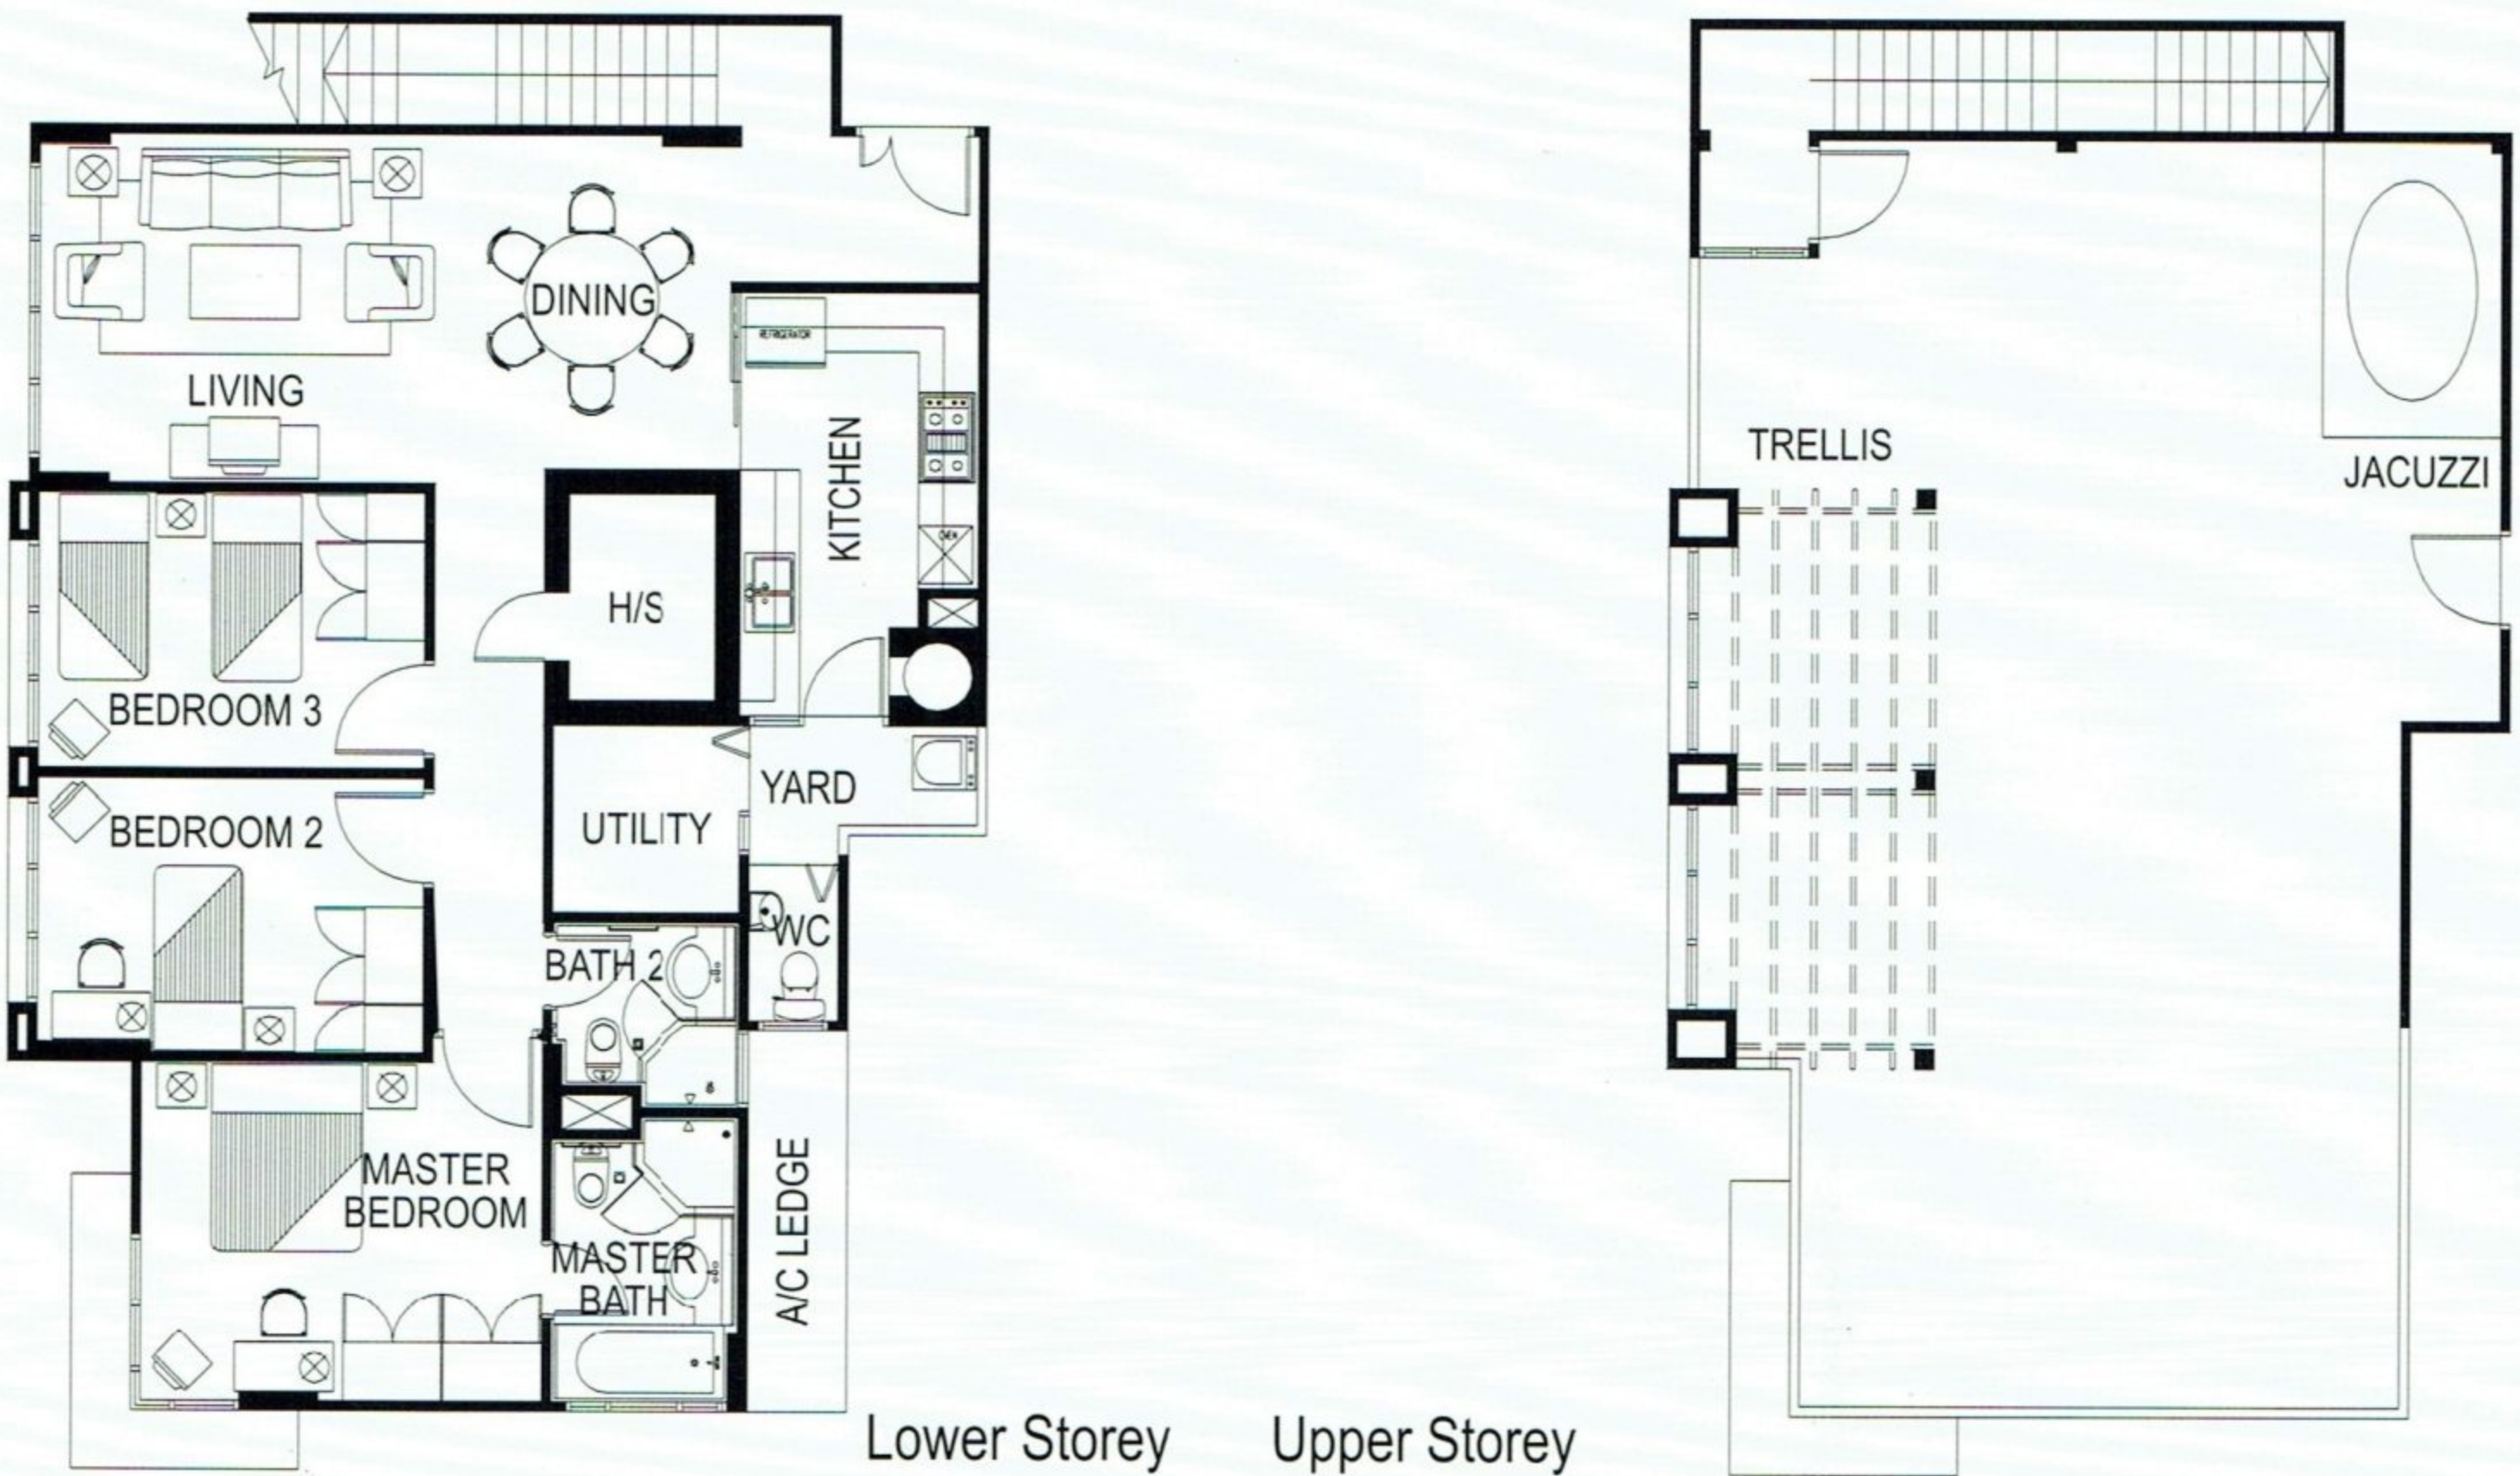 DINING
REFRIGERATOR
LIVING
KITCHEN
H/S
BEDROOM 3
YARD
UTILITY
BEDROOM 2
WC
BATH 2
MASTER
BEDROOM
MASTER
BATH
A/C LEDGE
Lower Storey
TRELLIS
JACUZZI
Upper Storey